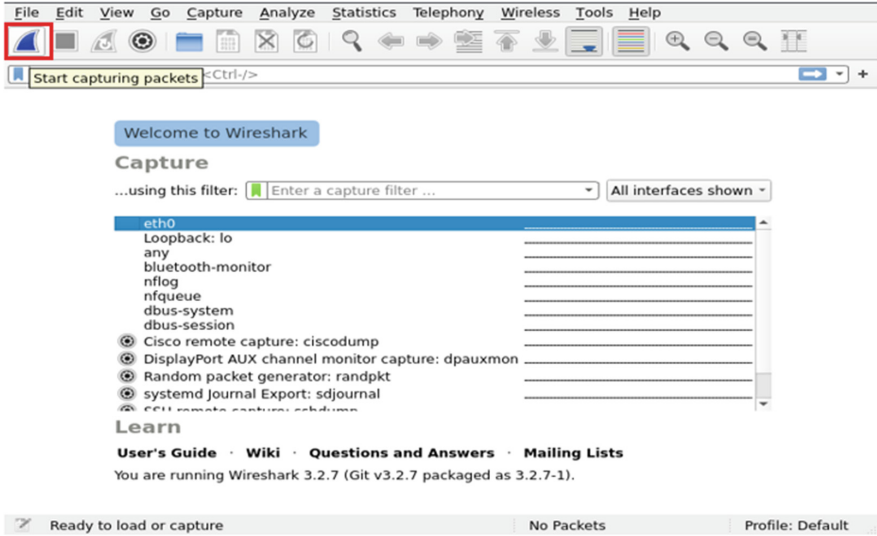 File Edit View Go Capture Analyze Statistics Telephony Wireless Tools Help
Start capturing packets <Ctrl-/>
+
Welcome to Wireshark
Capture
...using this filter: Enter a capture filter ... All interfaces shown
eth0
Loopback: lo
any
bluetooth-monitor
nflog
nfqueue
dbus-system
dbus-session
Cisco remote capture: ciscodump
DisplayPort AUX channel monitor capture: dpauxmon
Random packet generator: randpkt
systemd Journal Export: sdjournal
SSH remote capture: sshdump
Learn
User's Guide · Wiki · Questions and Answers · Mailing Lists
You are running Wireshark 3.2.7 (Git v3.2.7 packaged as 3.2.7-1).
Ready to load or capture No Packets Profile: Default